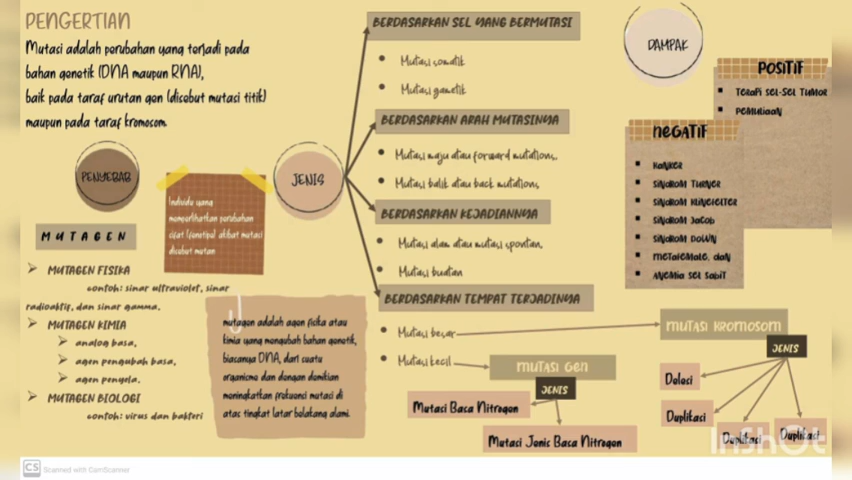 PENGERTIAN
Mutasi adalah perubahan yang terjadi pada
bahan genetik (DNA maupun RNA),
baik pada taraf urutan gen (disebut mutasi titik)
maupun pada taraf kromosom.
PENYEBAB
MUTAGEN
MUTAGEN FISIKA
contoh: sinar ultraviolet, sinar
radioaktif, dan sinar gamma.
MUTAGEN KIMIA
analog basa,
agen pengubah basa,
agen penyela.
MUTAGEN BIOLOGI
contoh: virus dan bakteri
Individu yang
memperlihatkan perubahan
sifat (fenotipe) akibat mutasi
disebut mutan
mutagen adalah agen fisika atau
kimia yang mengubah bahan genetik,
biasanya DNA, dari suatu
organisme dan dengan demikian
meningkatkan frekuensi mutasi di
atas tingkat latar belakang alami.
JENIS
BERDASARKAN SEL YANG BERMUTASI
Mutasi somatik
Mutasi gametik
BERDASARKAN ARAH MUTASINYA
Mutasi maju atau forward mutations,
Mutasi balik atau back mutations,
BERDASARKAN KEJADIANNYA
Mutasi alam atau mutasi spontan,
Mutasi buatan
BERDASARKAN TEMPAT TERJADINYA
Mutasi besar
Mutasi kecil
MUTASI GEN
JENIS
Mutasi Basa Nitrogen
Mutasi Jenis Basa Nitrogen
MUTASI KROMOSOM
JENIS
Delesi
Duplikasi
Duplikasi
Duplikasi
DAMPAK
POSITIF
TERAPI SEL-SEL TUMOR
PEMULIAAN
NEGATIF
KANKER
SINDROM TURNER
SINDROM KLINEFELTER
SINDROM JACOB
SINDROM DOWN
METAFEMALE, DAN
ANEMIA SEL SABIT
InShOt
CS Scanned with CamScanner